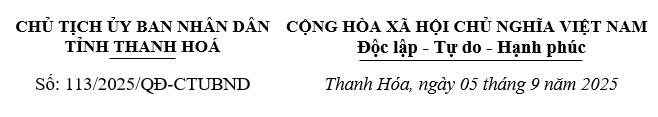 CHỦ TỊCH ỦY BAN NHÂN DÂN
TỈNH THANH HOÁ
Số: 113/2025/QĐ-CTUBND
CỘNG HÒA XÃ HỘI CHỦ NGHĨA VIỆT NAM
Độc lập - Tự do - Hạnh phúc
Thanh Hóa, ngày 05 tháng 9 năm 2025